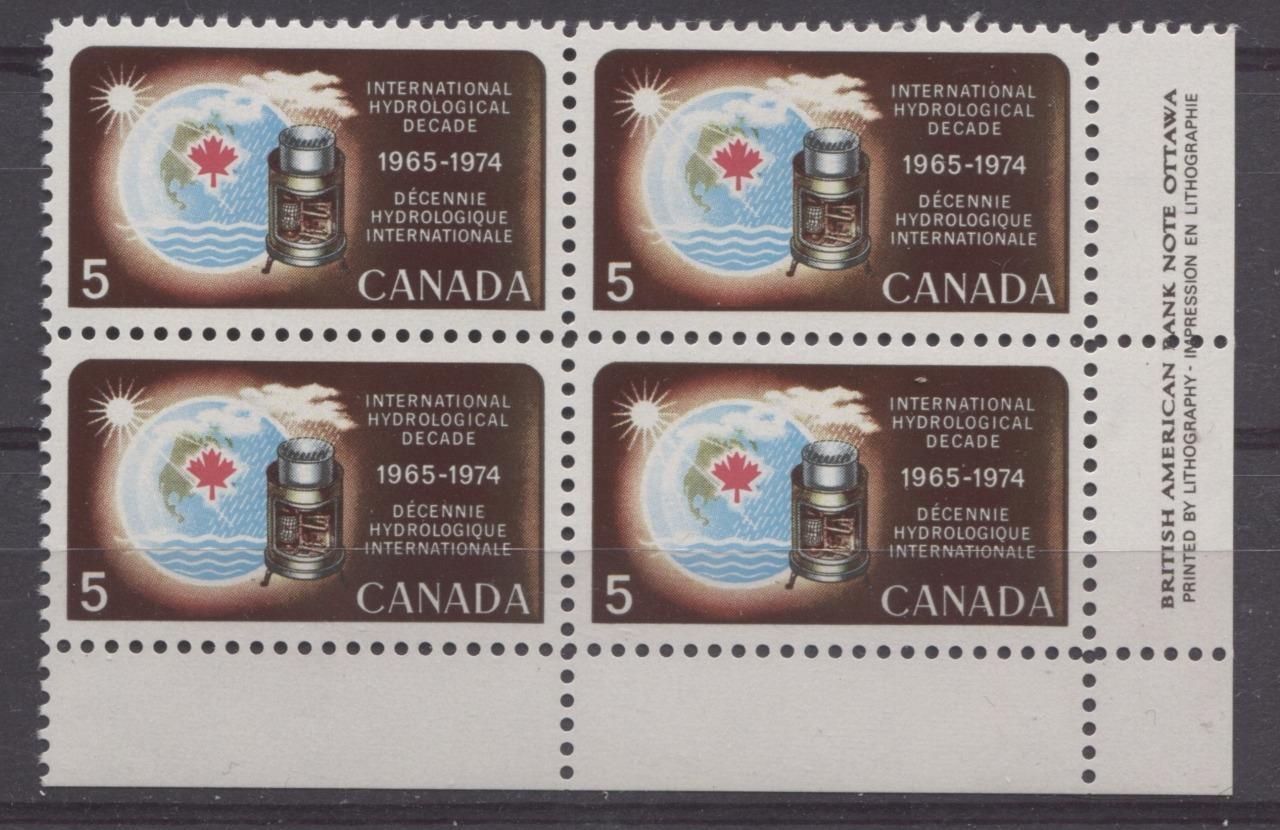 INTERNATIONAL
HYDROLOGICAL
DECADE
1965-1974
DÉCENNIE
HYDROLOGIQUE
INTERNATIONALE
5
CANADA
INTERNATIONAL
HYDROLOGICAL
DECADE
1965-1974
DÉCENNIE
HYDROLOGIQUE
INTERNATIONALE
5
CANADA
INTERNATIONAL
HYDROLOGICAL
DECADE
1965-1974
DÉCENNIE
HYDROLOGIQUE
INTERNATIONALE
5
CANADA
INTERNATIONAL
HYDROLOGICAL
DECADE
1965-1974
DÉCENNIE
HYDROLOGIQUE
INTERNATIONALE
5
CANADA
BRITISH AMERICAN BANK NOTE OTTAWA
PRINTED BY LITHOGRAPHY - IMPRESSION EN LITHOGRAPHIE